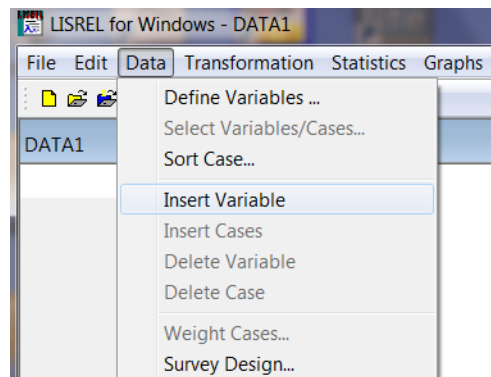 LISREL for Windows - DATA1
File Edit Data Transformation Statistics Graphs
Define Variables ...
Select Variables/Cases...
DATA1
Sort Case...
Insert Variable
Insert Cases
Delete Variable
Delete Case
Weight Cases...
Survey Design...